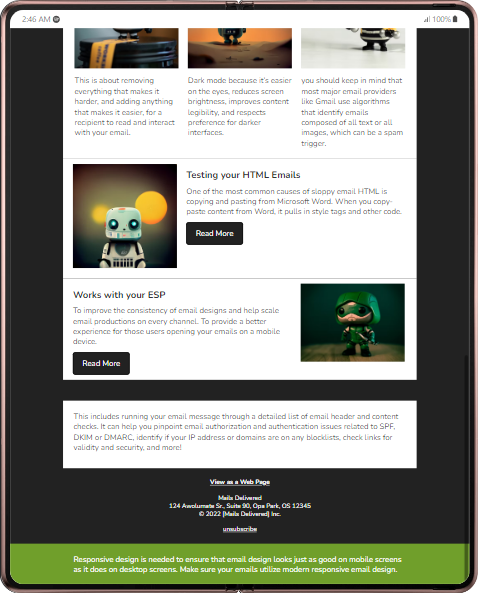 2:46 AM
100%
This is about removing
everything that makes it
harder, and adding anything
that makes it easier, for a
recipient to read and interact
with your email.
Dark mode because it's easier
on the eyes, reduces screen
brightness, improves content
legibility, and respects
preference for darker
interfaces.
you should keep in mind that
most major email providers
like Gmail use algorithms
that identify emails
composed of all text or all
images, which can be a spam
trigger.
Testing your HTML Emails
One of the most common causes of sloppy email HTML is
copying and pasting from Microsoft Word. When you copy-
paste content from Word, it pulls in style tags and other code.
Read More
Works with your ESP
To improve the consistency of email designs and help scale
email productions on every channel. To provide a better
experience for those users opening your emails on a mobile
device.
Read More
This includes running your email message through a detailed list of email header and content
checks. It can help you pinpoint email authorization and authentication issues related to SPF,
DKIM or DMARC, identify if your IP address or domains are on any blocklists, check links for
validity and security, and more!
View as a Web Page
Mails Delivered
124 Awolumate Sr., Suite 90, Opa Park, OS 12345
© 2022 [Mails Delivered] Inc.
unsubscribe
Responsive design is needed to ensure that email design looks just as good on mobile screens
as it does on desktop screens. Make sure your emails utilize modern responsive email design.